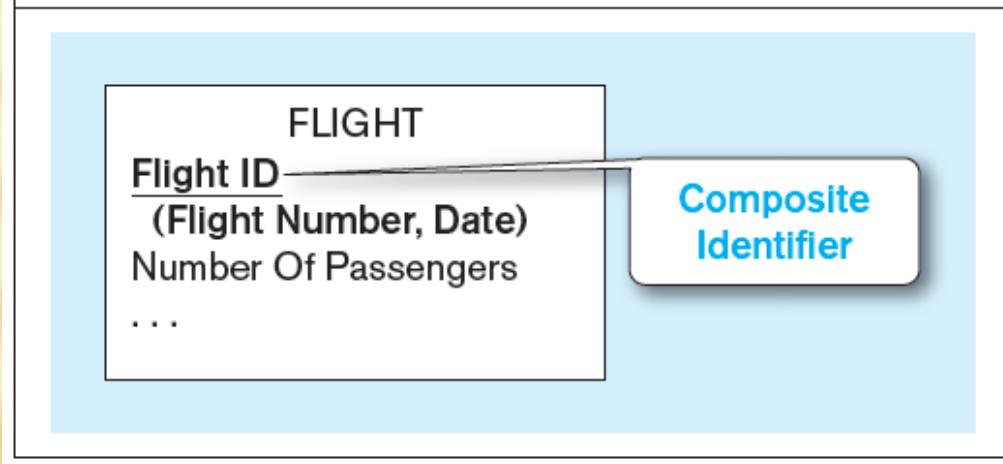 FLIGHT
Flight ID
(Flight Number, Date)
Number Of Passengers
. . .
Composite
Identifier